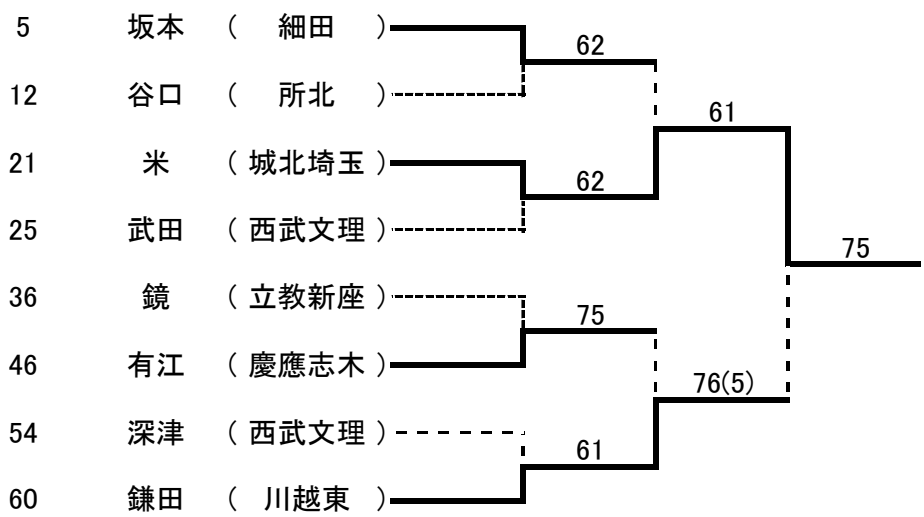 5 坂本 ( 細田 )
62
12 谷口 ( 所北 )
61
21 米 ( 城北埼玉 )
62
25 武田 ( 西武文理 )
75
36 鏡 ( 立教新座 )
75
46 有江 ( 慶應志木 )
76(5)
54 深津 ( 西武文理 )
61
60 鎌田 ( 川越東 )